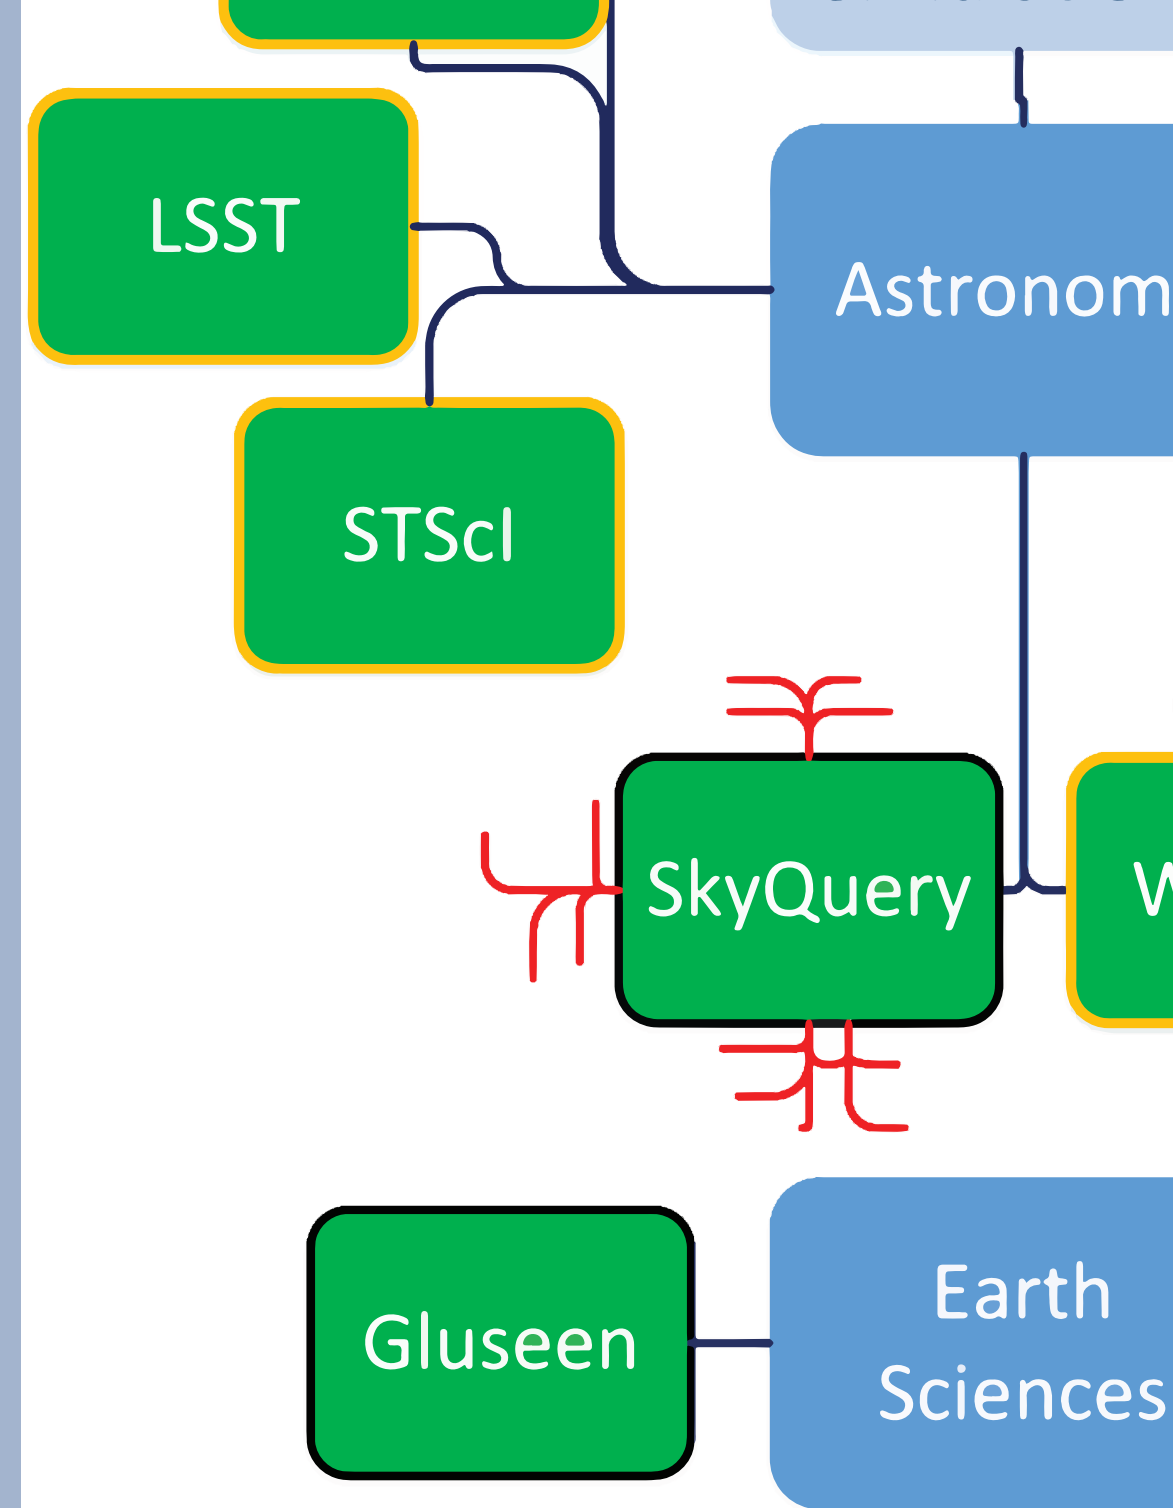 LSST
Astronom
STScI
SkyQuery
W
Gluseen
Earth
Sciences